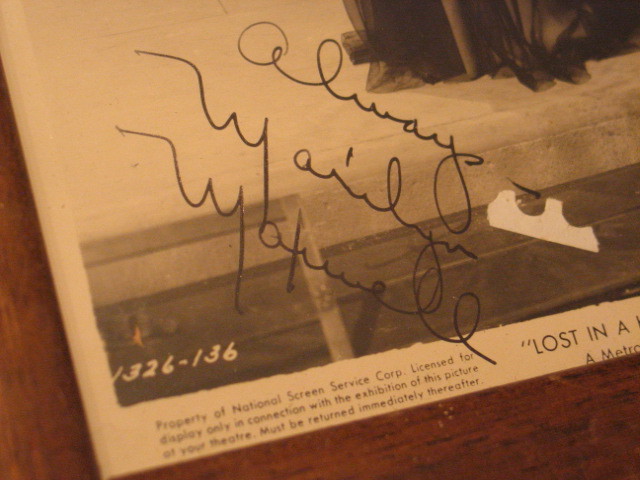 Always
Marilyn
Maxwell
1326-136
Property of National Screen Service Corp. Licensed for
display only in connection with the exhibition of this picture
at your theatre. Must be returned immediately thereafter.
"LOST IN A
A Metro